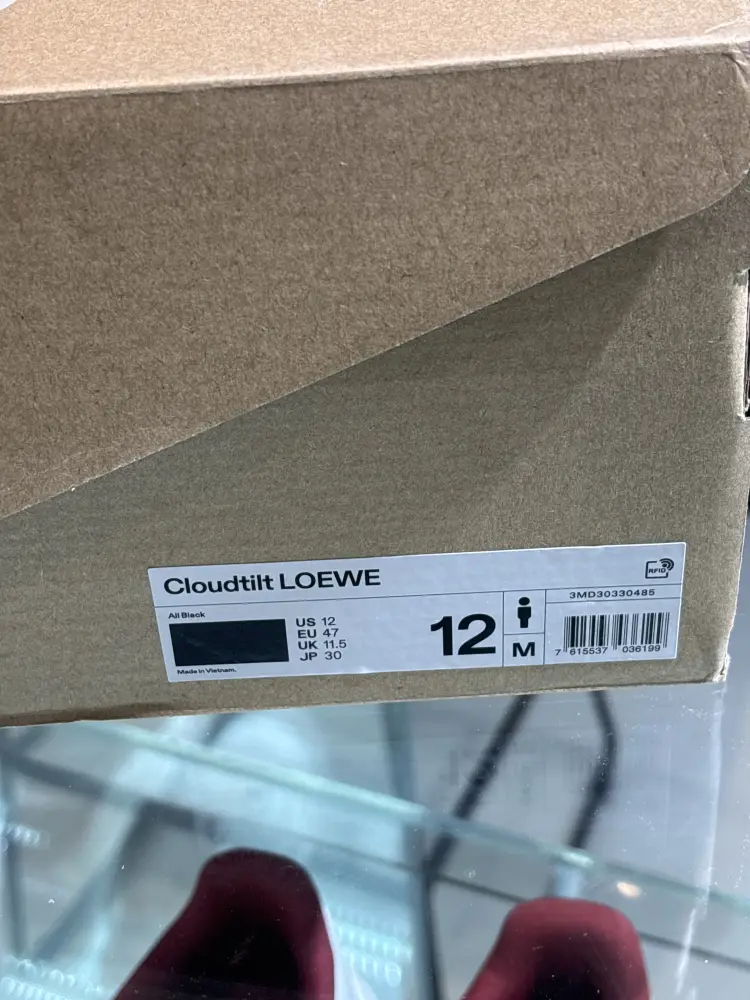 Cloudtilt LOEWE
RFID
All Black
US 12
EU 47
UK 11.5
JP 30
Made in Vietnam.
12
M
3MD30330485
7 615537 036199